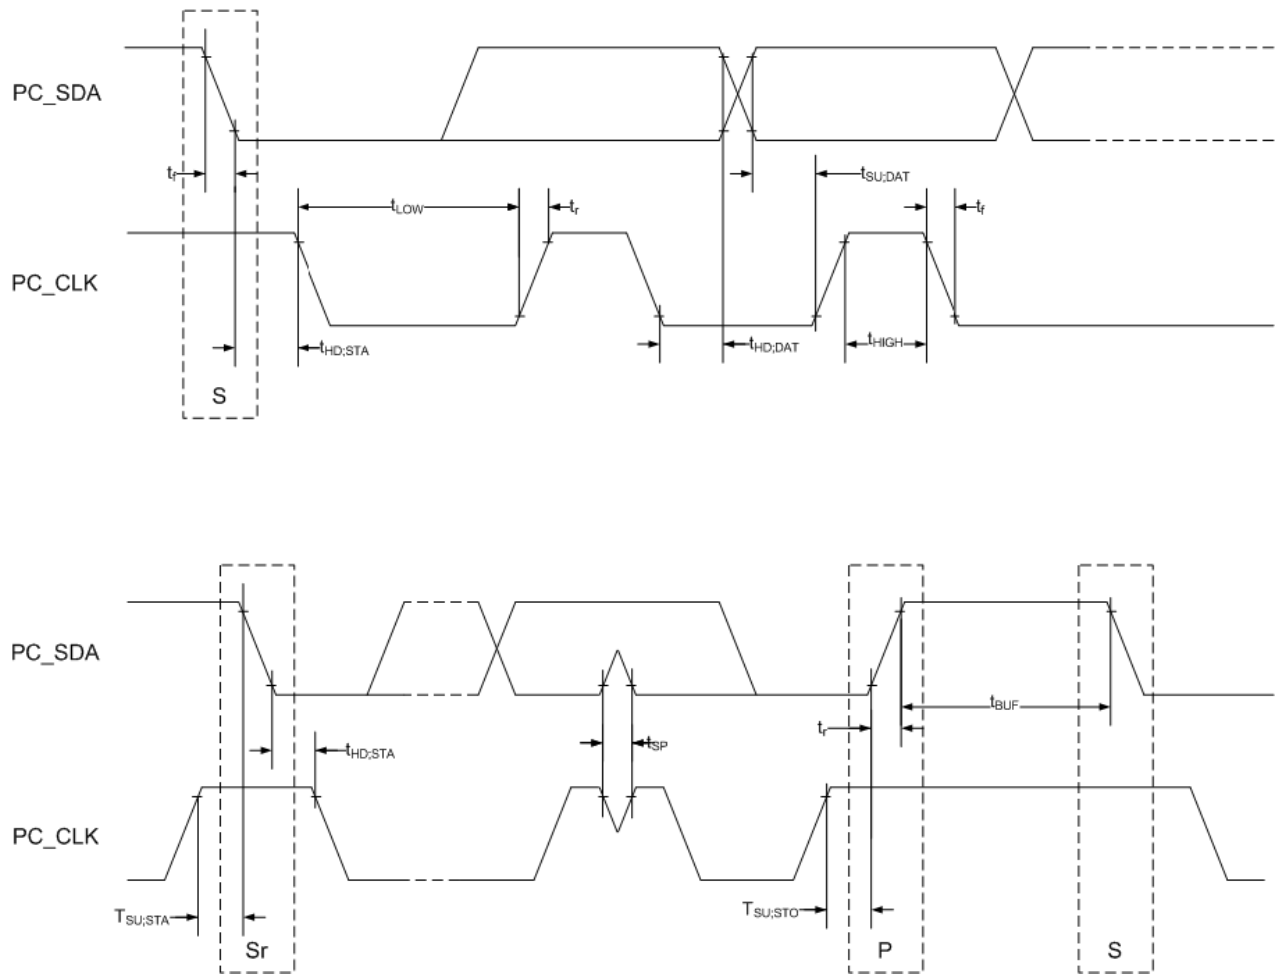 PC_SDA
tf
tSU;DAT
tLOW
tr
tf
PC_CLK
tHD;STA
tHD;DAT
tHIGH
S
PC_SDA
tBUF
tr
tHD;STA
tSP
PC_CLK
TSU;STA
TSU;STO
Sr
P
S